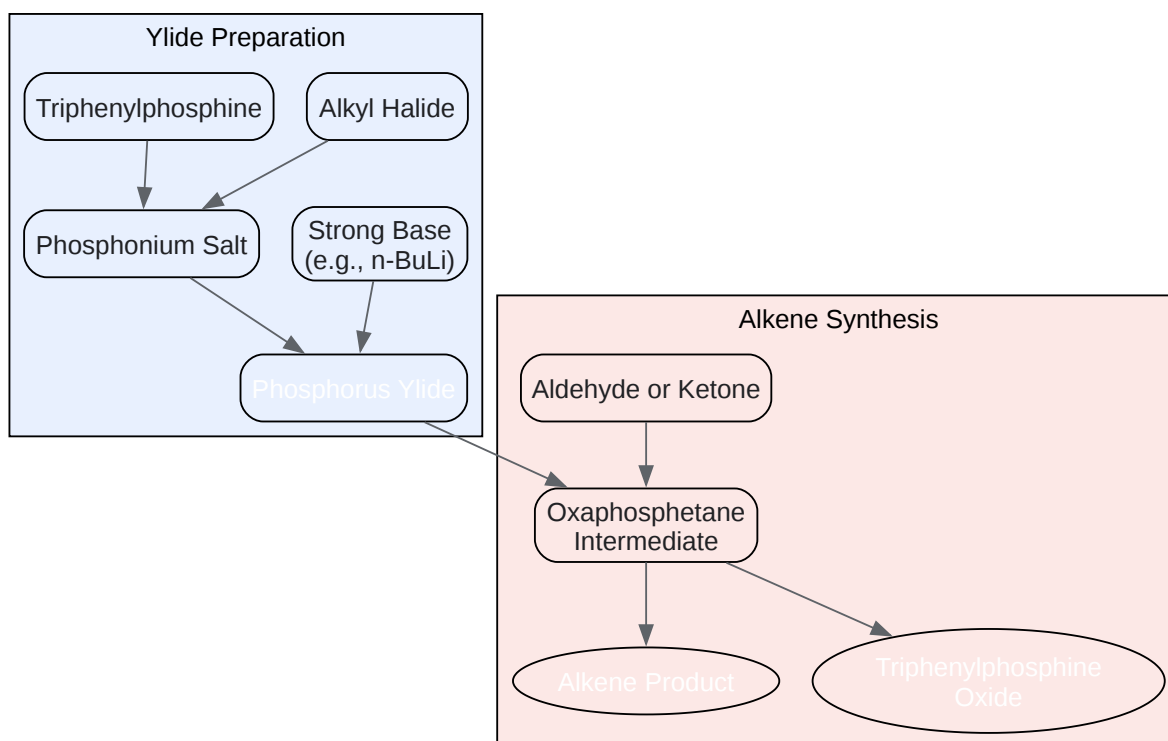 Ylide Preparation
Triphenylphosphine
Alkyl Halide
Phosphonium Salt
Strong Base
(e.g., n-BuLi)
Phosphorus Ylide
Alkene Synthesis
Aldehyde or Ketone
Oxaphosphetane
Intermediate
Alkene Product
Triphenylphosphine
Oxide